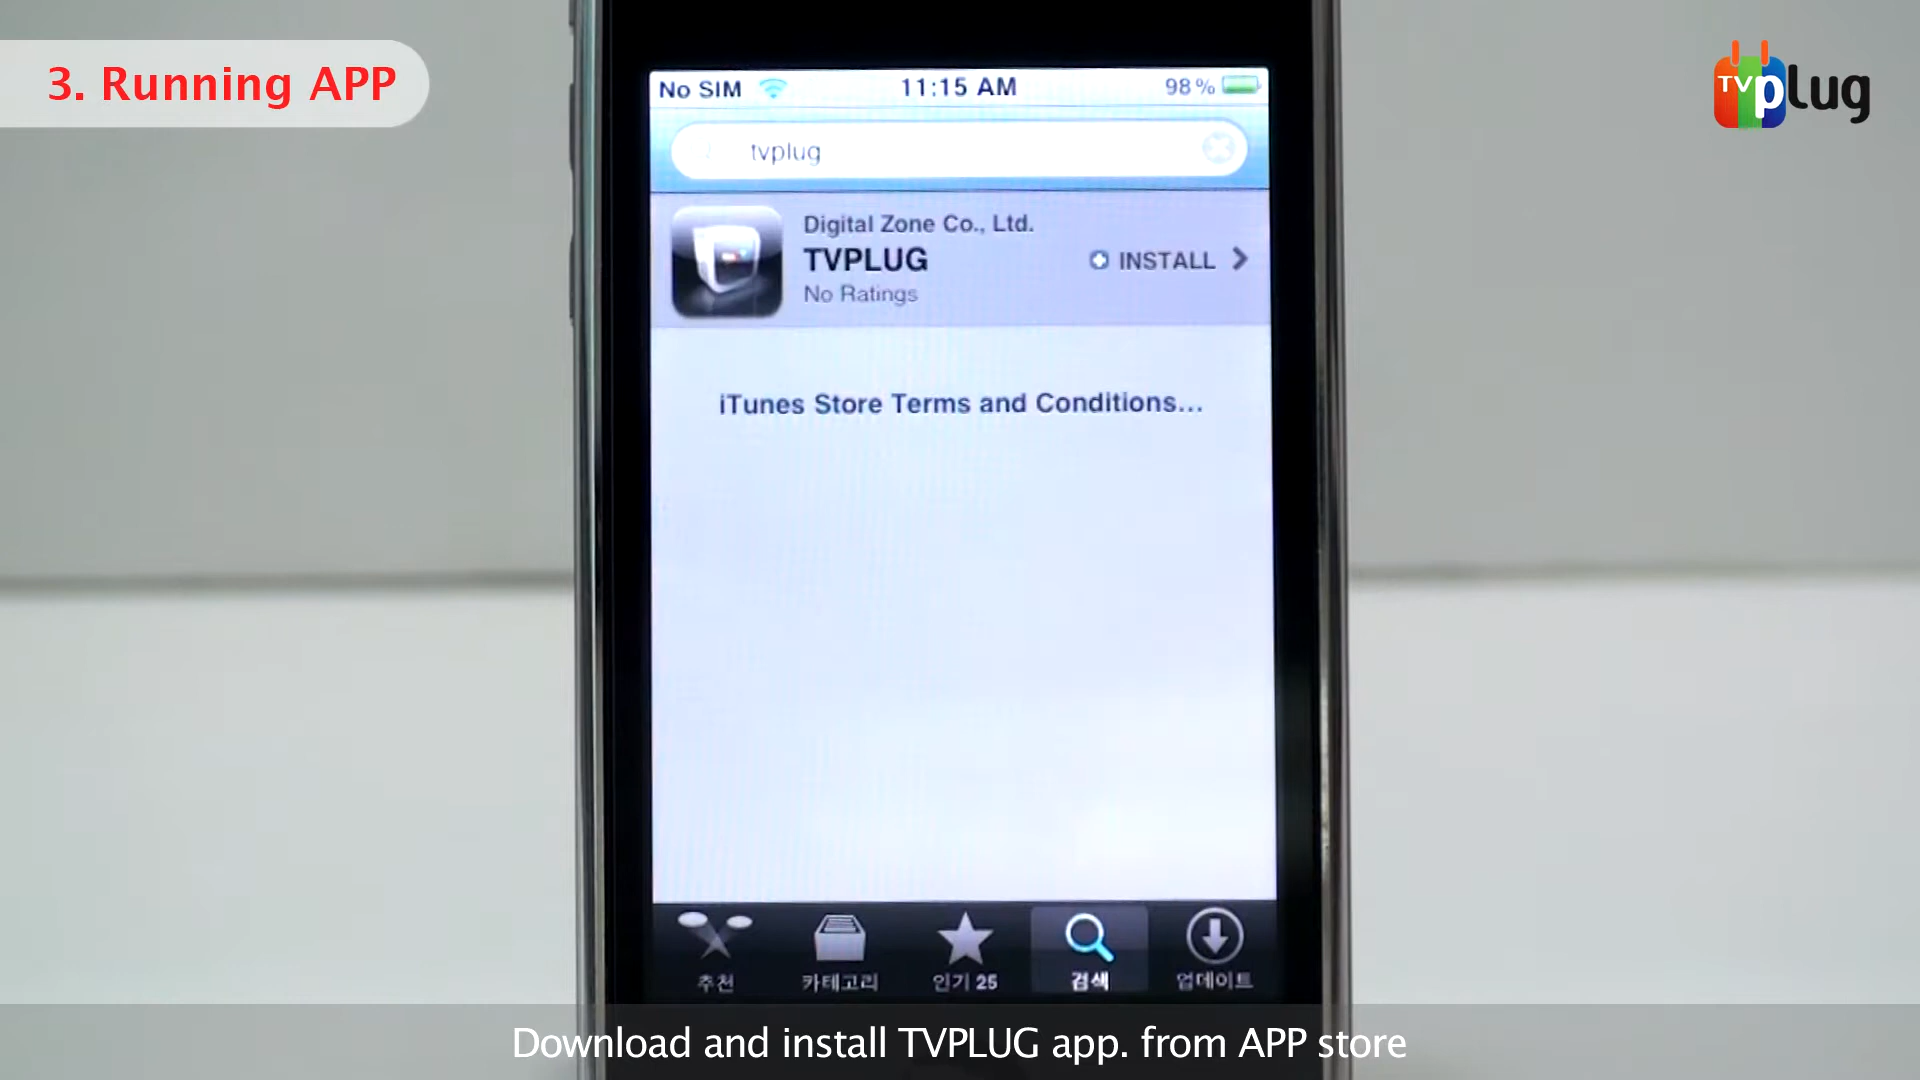 3. Running APP
TVplug
No SIM 11:15 AM 98%
tvplug
Digital Zone Co., Ltd.
TVPLUG
INSTALL
No Ratings
iTunes Store Terms and Conditions...
추천 카테고리 인기 25 검색 업데이트
Download and install TVPLUG app. from APP store